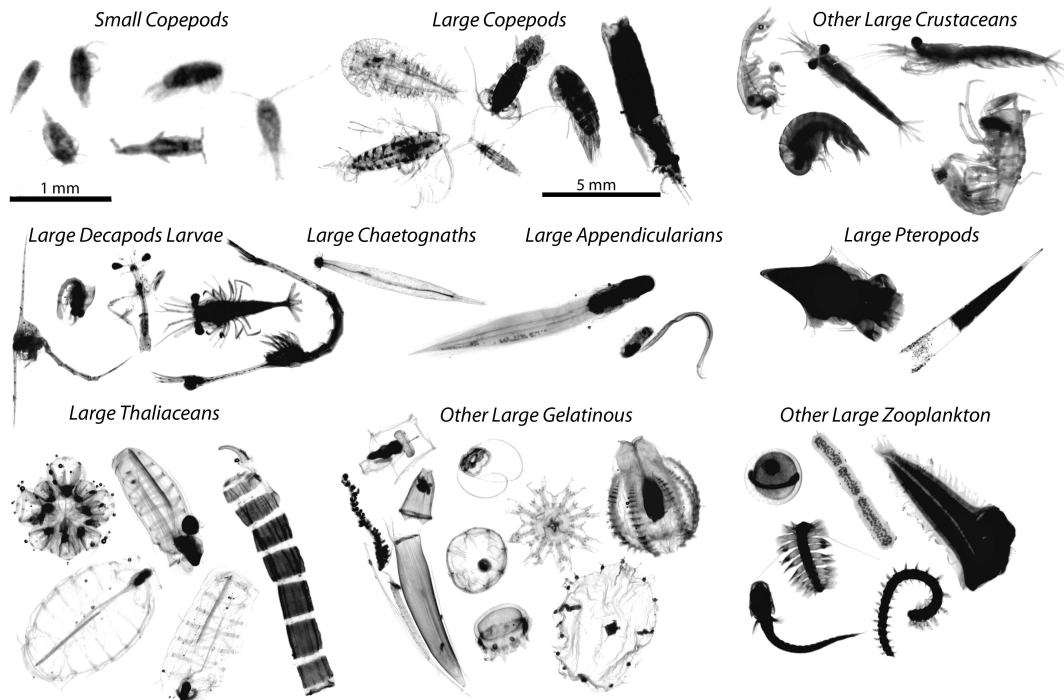 Small Copepods
Large Copepods
Other Large Crustaceans
1 mm
5 mm
Large Decapods Larvae
Large Chaetognaths
Large Appendicularians
Large Pteropods
Large Thaliaceans
Other Large Gelatinous
Other Large Zooplankton